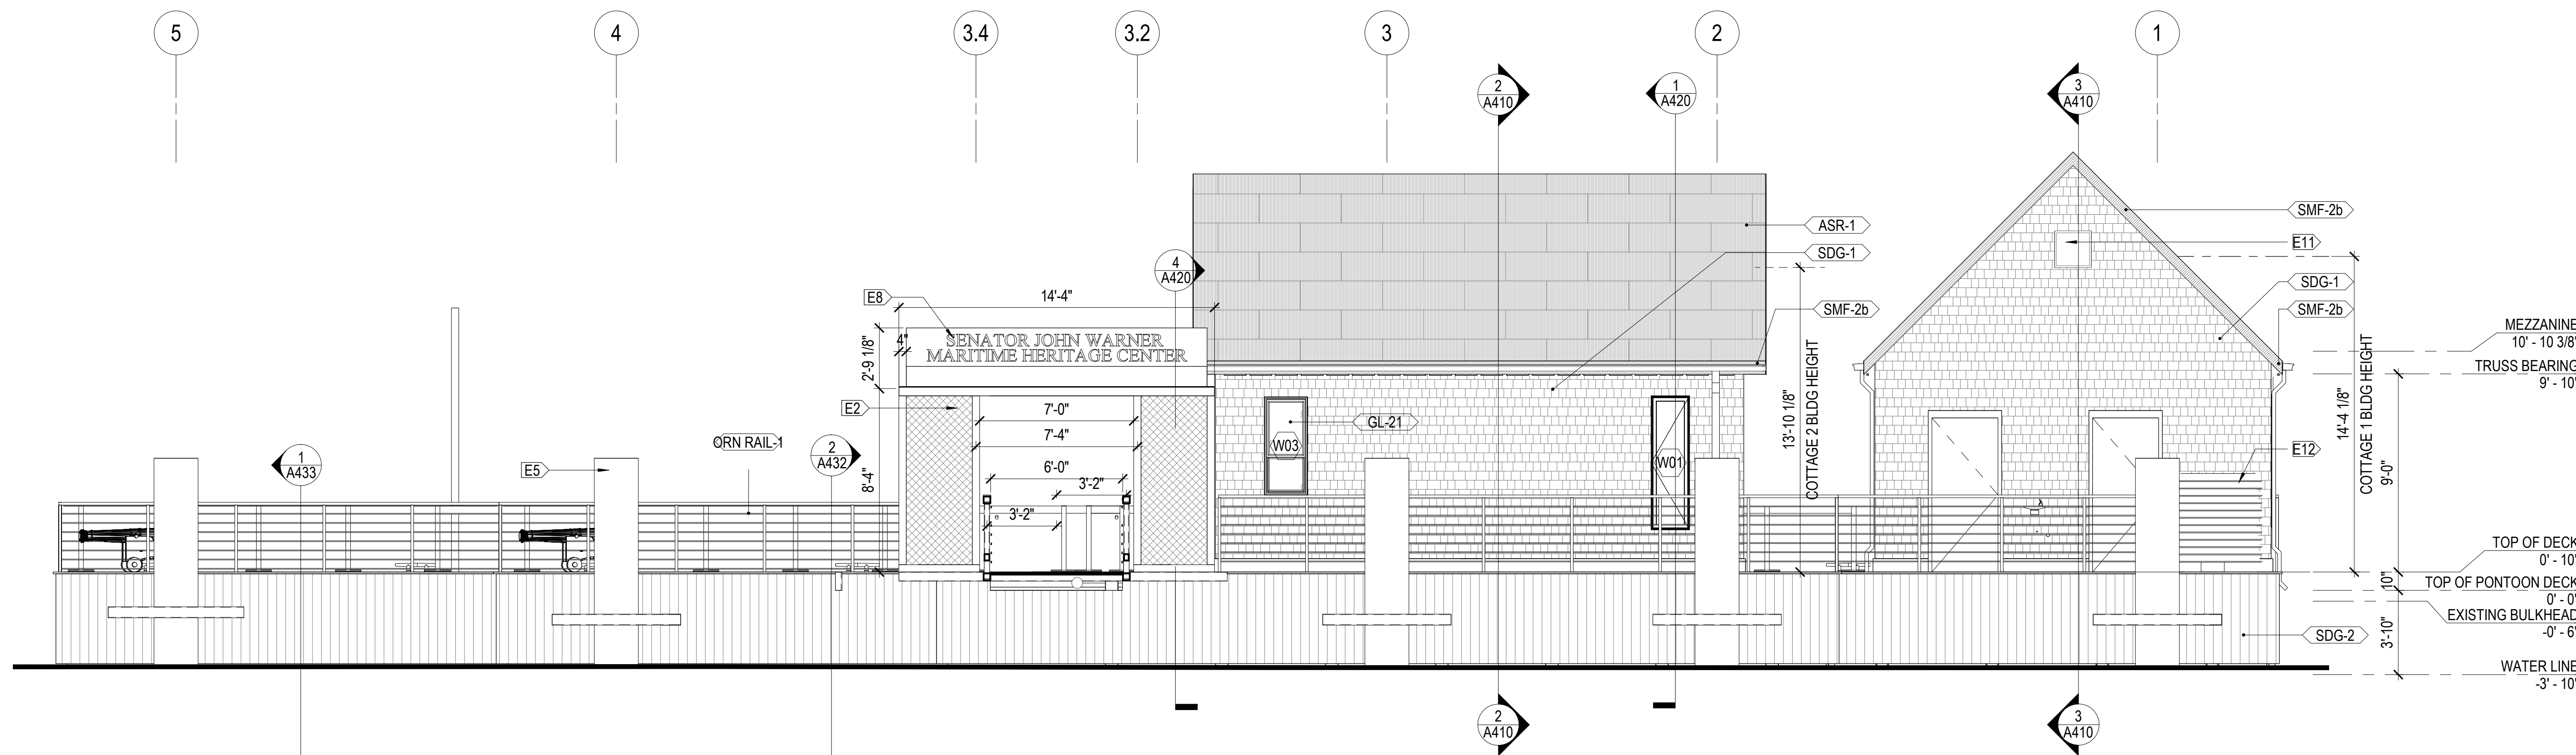 5
4
3.4
3.2
3
2
1
2
A410
1
A420
3
A410
SMF-2b
ASR-1
E11
SDG-1
4
A420
SDG-1
E8
14'-4"
SMF-2b
SMF-2b
MEZZANINE
10' - 10 3/8"
SENATOR JOHN WARNER
MARITIME HERITAGE CENTER
4"
2'-9 1/8"
TRUSS BEARING
9' - 10"
E2
7'-0"
GL-21
13'-10 1/8"
COTTAGE 2 BLDG HEIGHT
14'-4 1/8"
COTTAGE 1 BLDG HEIGHT
ORN RAIL-1
2
A432
7'-4"
W03
E12
1
A433
E5
6'-0"
W01
9'-0"
8'-4"
3'-2"
3'-2"
TOP OF DECK
0' - 10"
10"
TOP OF PONTOON DECK
0' - 0"
EXISTING BULKHEAD
-0' - 6"
SDG-2
3'-10"
WATER LINE
-3' - 10"
2
A410
3
A410